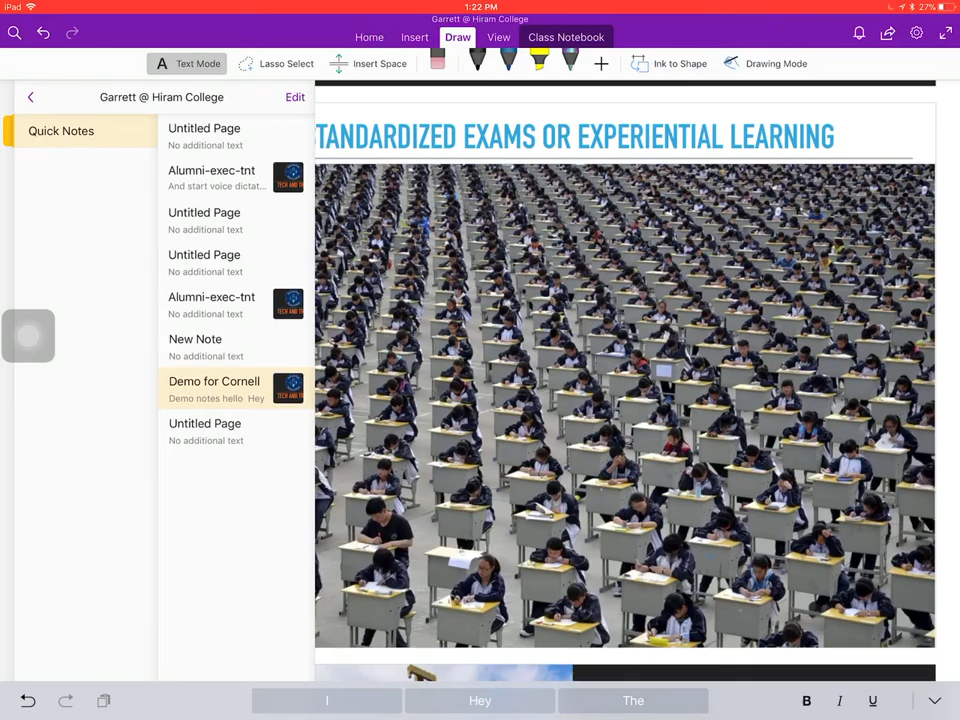 iPad
1:22 PM
27%
Garrett @ Hiram College
Home
Insert
Draw
View
Class Notebook
A Text Mode
Lasso Select
Insert Space
Ink to Shape
Drawing Mode
Garrett @ Hiram College
Edit
Quick Notes
Untitled Page
No additional text
Alumni-exec-tnt
And start voice dictat...
Untitled Page
No additional text
Untitled Page
No additional text
Alumni-exec-tnt
No additional text
New Note
No additional text
Demo for Cornell
Demo notes hello Hey
Untitled Page
No additional text
TANDARDIZED EXAMS OR EXPERIENTIAL LEARNING
I
Hey
The
B
I
U